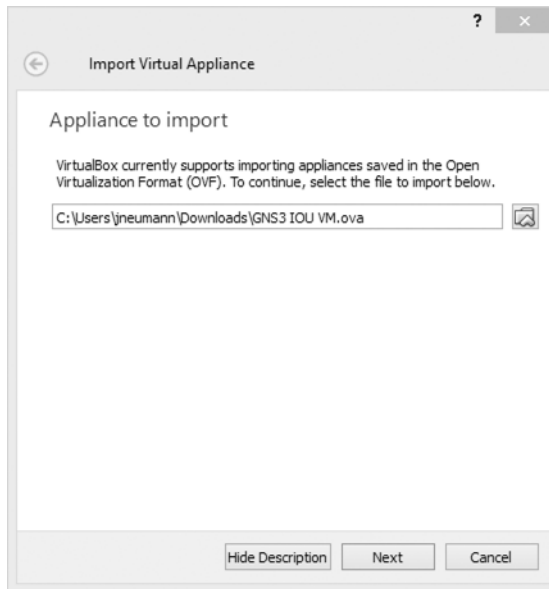 ?
×
Import Virtual Appliance
Appliance to import
VirtualBox currently supports importing appliances saved in the Open
Virtualization Format (OVF). To continue, select the file to import below.
C:\Users\jneumann\Downloads\GNS3 IOU VM.ova
Hide Description
Next
Cancel